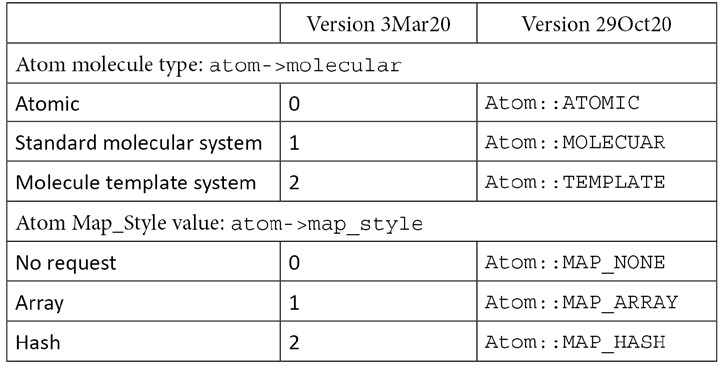 Version 3Mar20 Version 29Oct20
Atom molecule type: atom->molecular
Atomic 0 Atom::ATOMIC
Standard molecular system 1 Atom::MOLECUAR
Molecule template system 2 Atom::TEMPLATE
Atom Map_Style value: atom->map_style
No request 0 Atom::MAP_NONE
Array 1 Atom::MAP_ARRAY
Hash 2 Atom::MAP_HASH